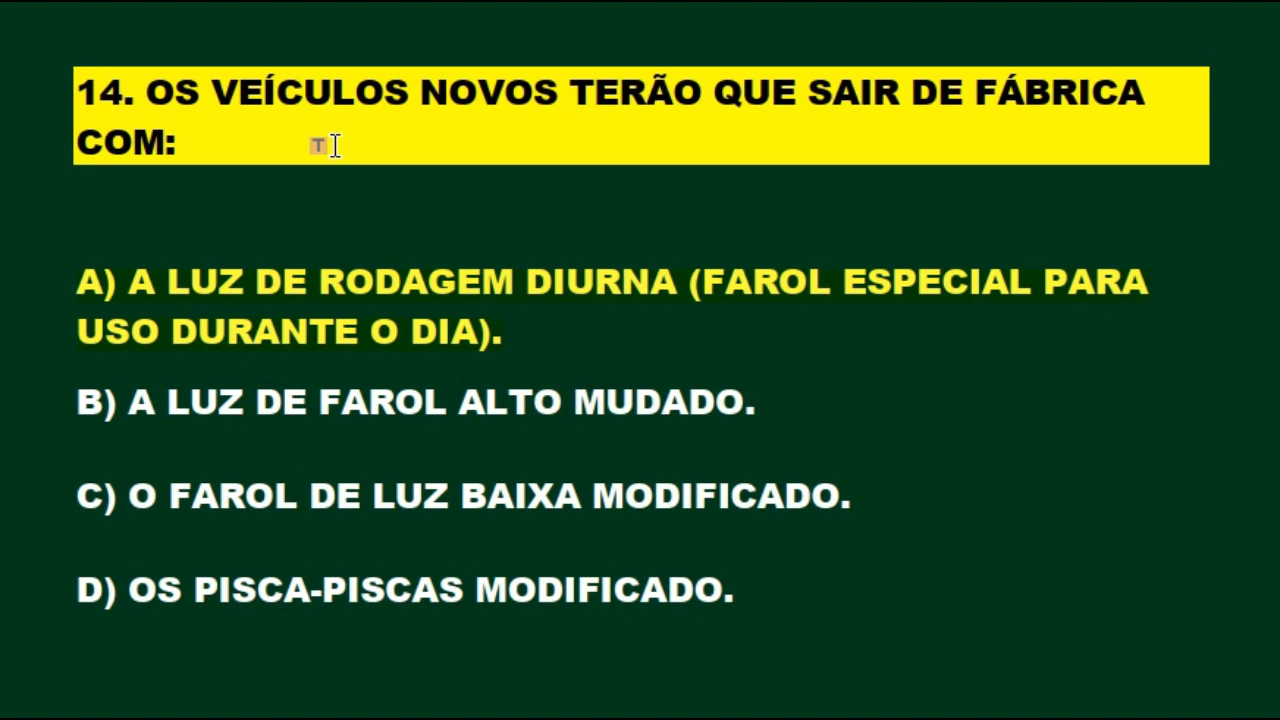 14. OS VEÍCULOS NOVOS TERÃO QUE SAIR DE FÁBRICA
COM:
T
A) A LUZ DE RODAGEM DIURNA (FAROL ESPECIAL PARA
USO DURANTE O DIA).
B) A LUZ DE FAROL ALTO MUDADO.
C) O FAROL DE LUZ BAIXA MODIFICADO.
D) OS PISCA-PISCAS MODIFICADO.